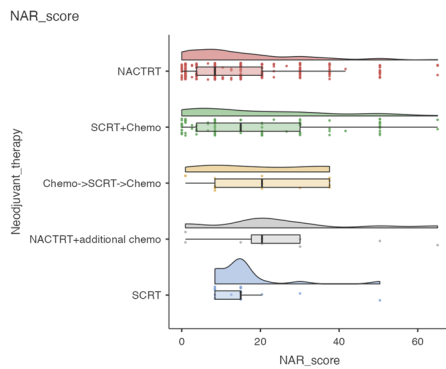 NAR_score
NACTRT
SCRT+Chemo
Chemo->SCRT->Chemo
NACTRT+additional chemo
SCRT
Neodjuvant_therapy
0 20 40 60
NAR_score